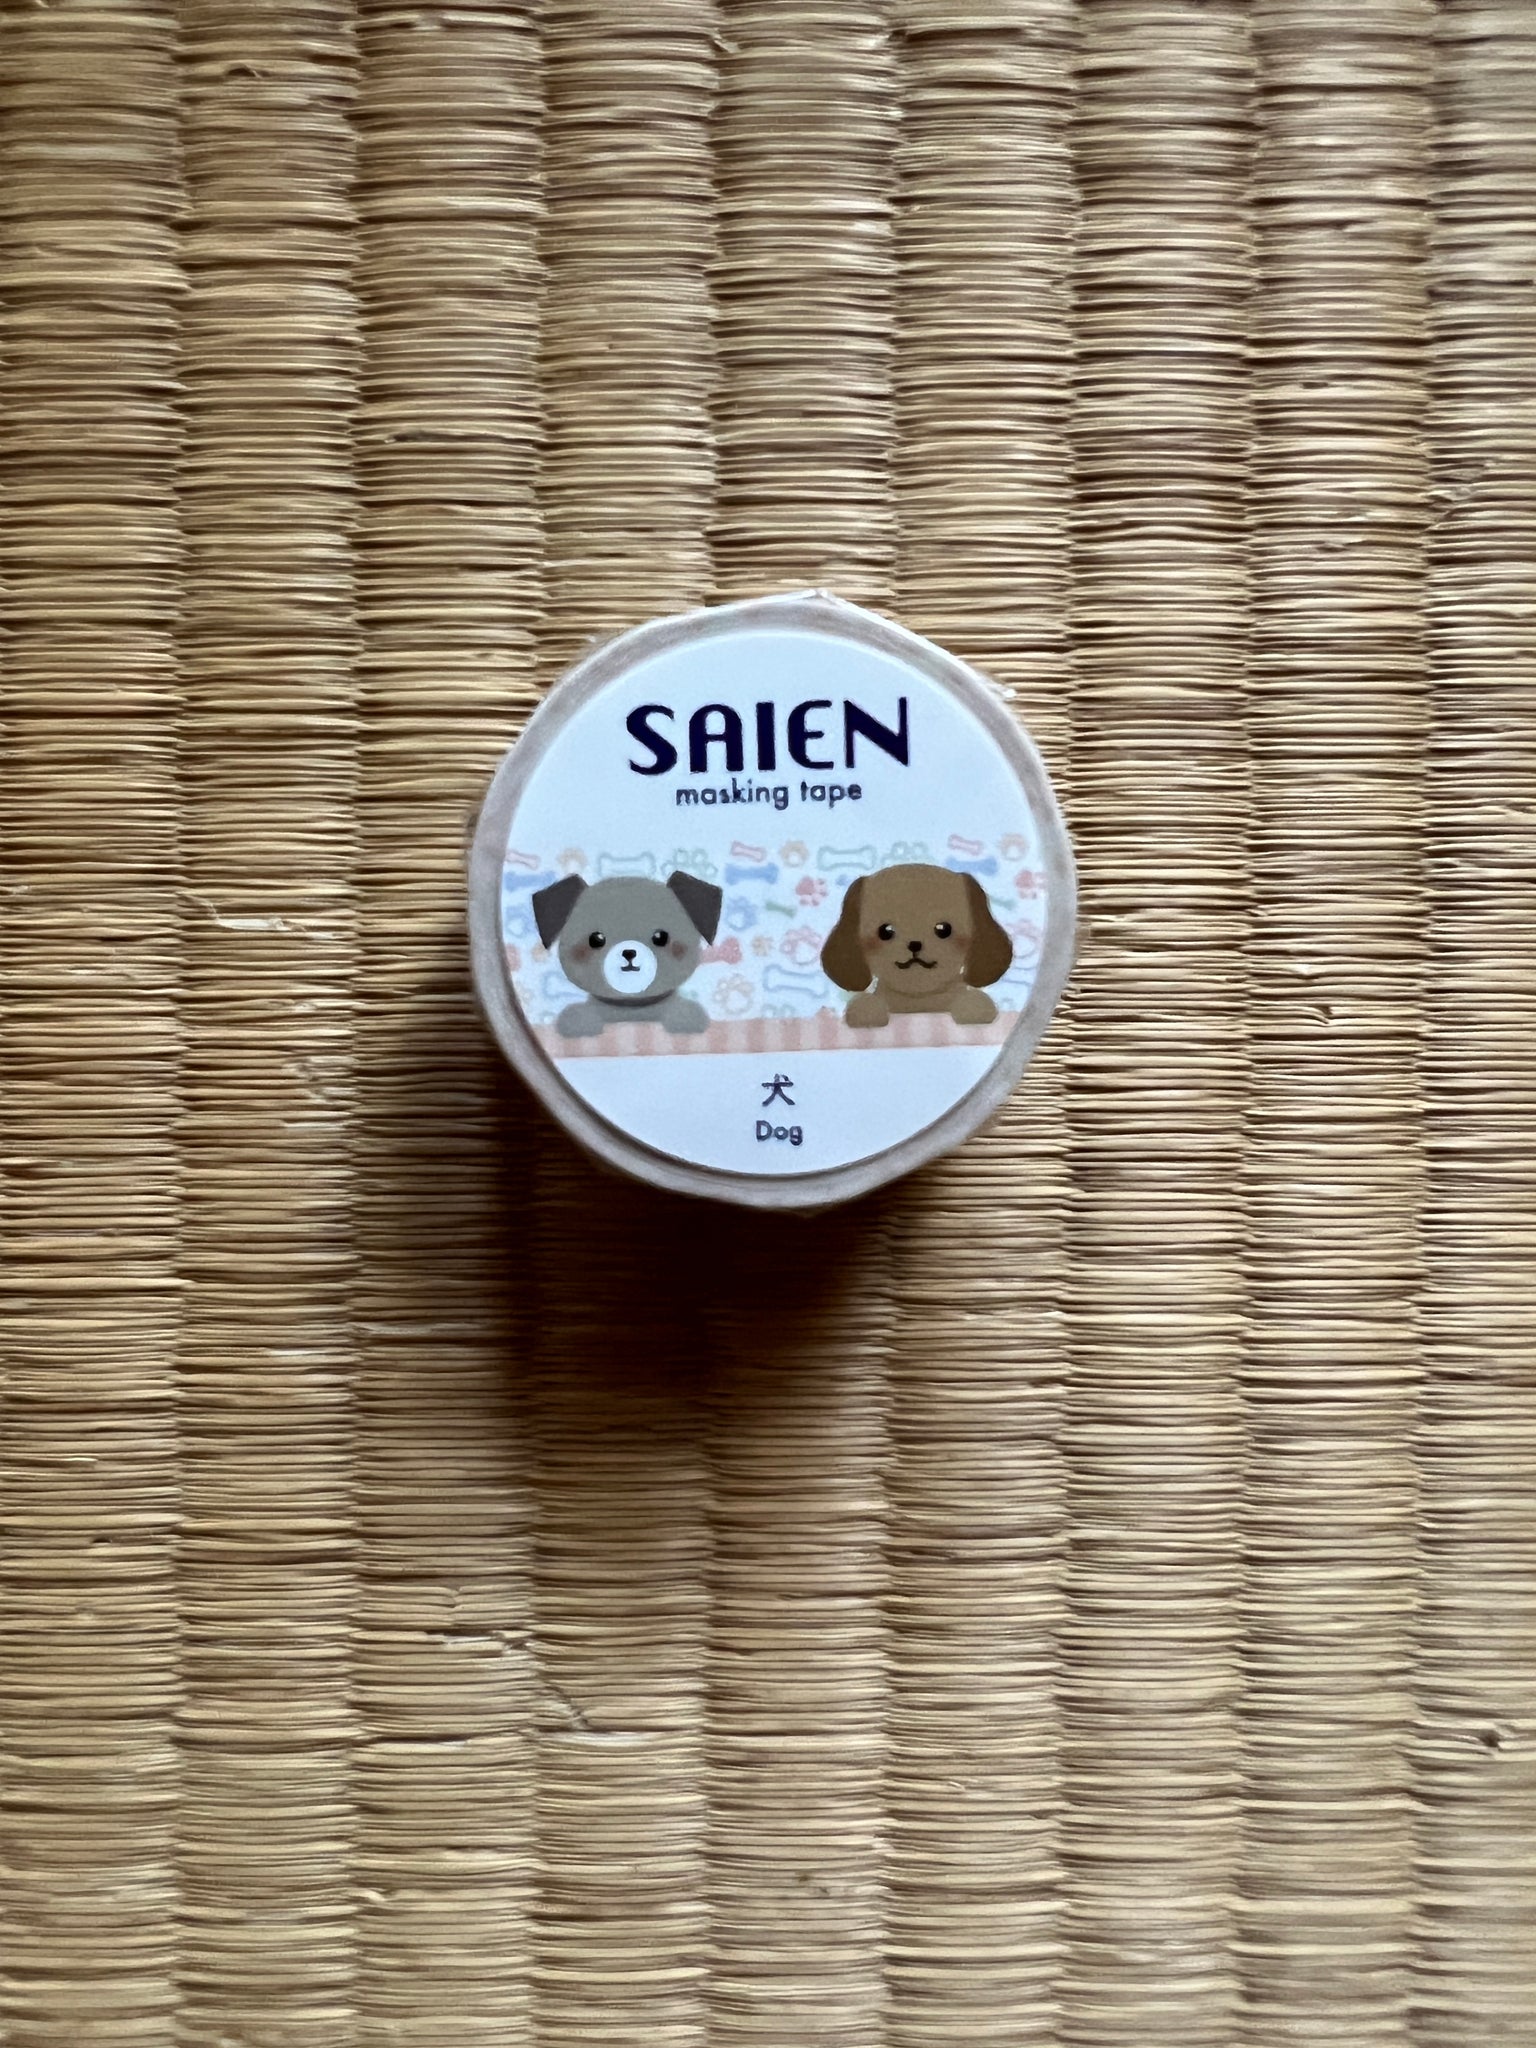 SAIEN
masking tape
犬
Dog